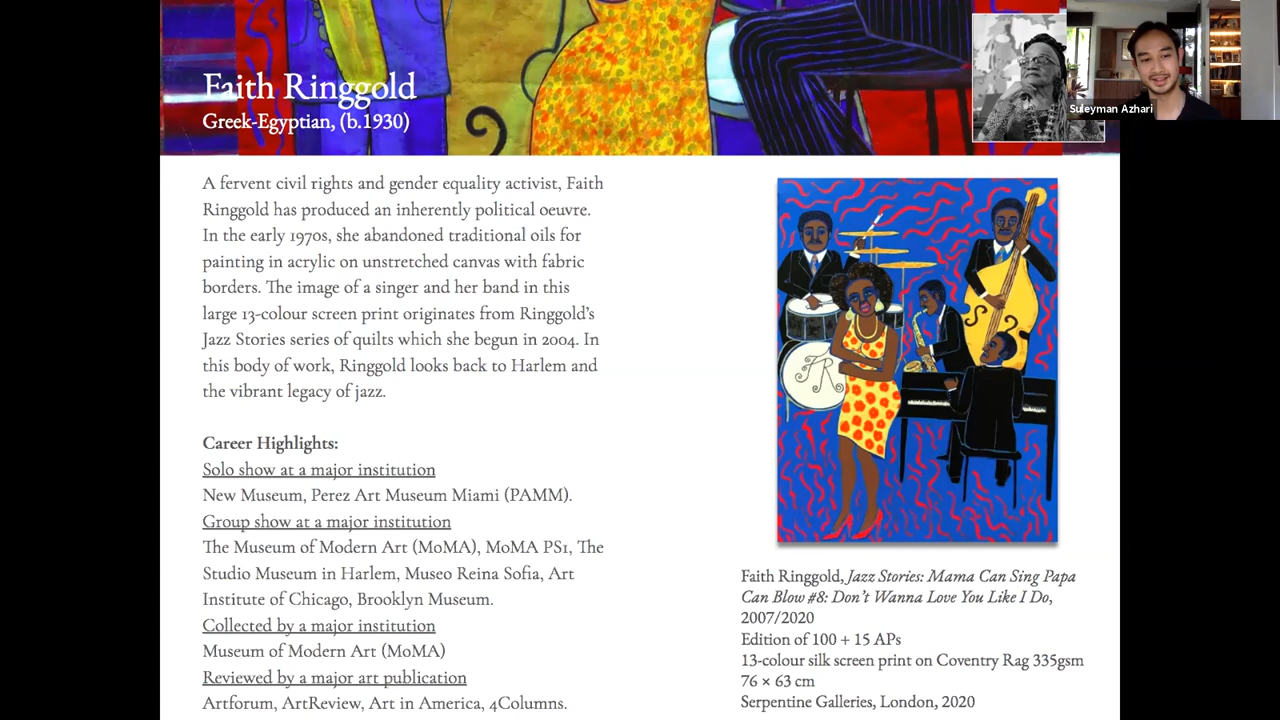 Faith Ringgold
Greek-Egyptian, (b.1930)
Suleyman Azhari
A fervent civil rights and gender equality activist, Faith
Ringgold has produced an inherently political oeuvre.
In the early 1970s, she abandoned traditional oils for
painting in acrylic on unstretched canvas with fabric
borders. The image of a singer and her band in this
large 13-colour screen print originates from Ringgold's
Jazz Stories series of quilts which she begun in 2004. In
this body of work, Ringgold looks back to Harlem and
the vibrant legacy of jazz.
Career Highlights:
Solo show at a major institution
New Museum, Perez Art Museum Miami (PAMM).
Group show at a major institution
The Museum of Modern Art (MoMA), MoMA PS1, The
Studio Museum in Harlem, Museo Reina Sofia, Art
Institute of Chicago, Brooklyn Museum.
Collected by a major institution
Museum of Modern Art (MoMA)
Reviewed by a major art publication
Artforum, ArtReview, Art in America, 4Columns.
FR
Faith Ringgold, Jazz Stories: Mama Can Sing Papa
Can Blow #8: Don't Wanna Love You Like I Do,
2007/2020
Edition of 100 + 15 APs
13-colour silk screen print on Coventry Rag 335gsm
76 × 63 cm
Serpentine Galleries, London, 2020